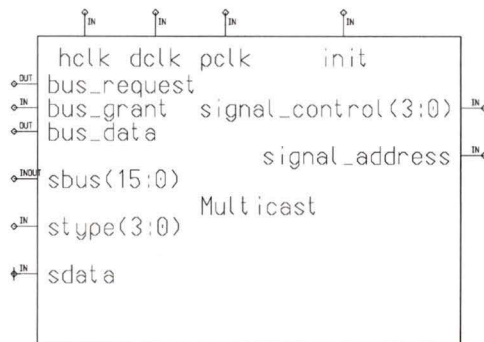 IN IN IN IN
hclk dclk pclk init
OUT bus_request
IN bus_grant signal_control(3:0) IN
OUT bus_data
signal_address IN
INOUT sbus(15:0)
Multicast
IN stype(3:0)
IN sdata